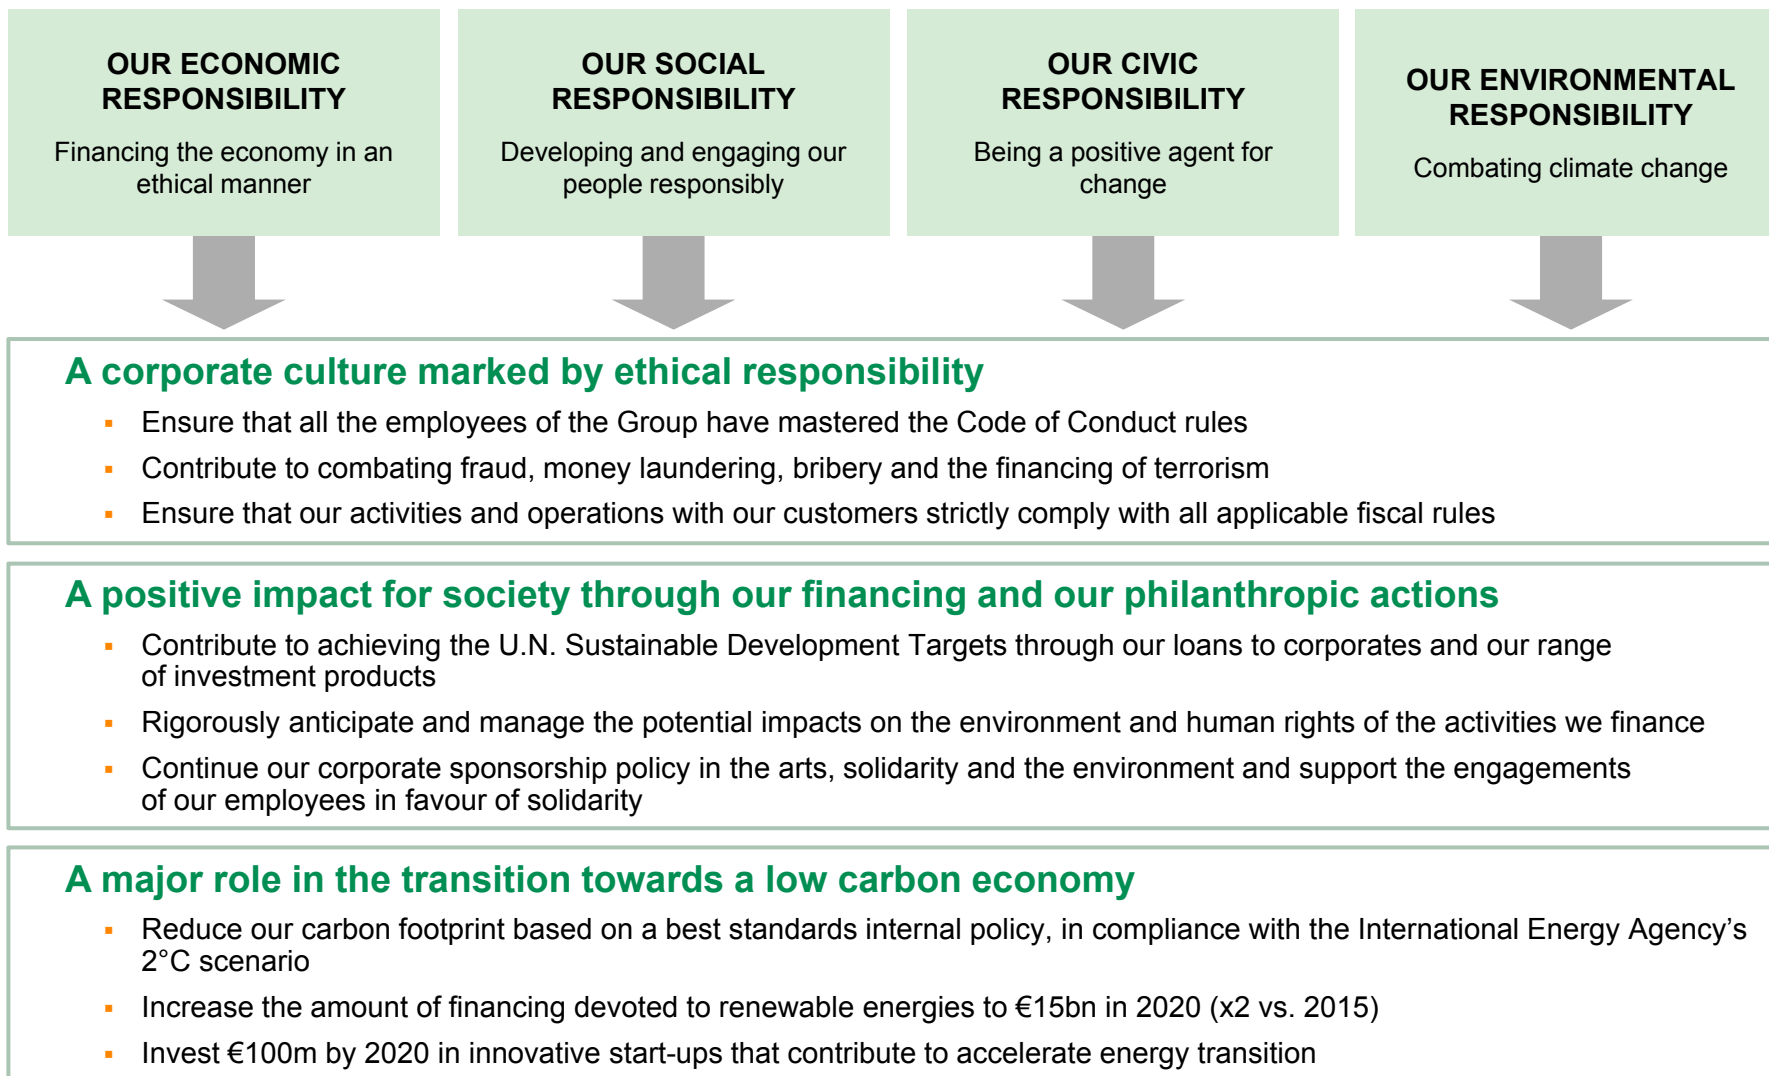 OUR ECONOMIC
RESPONSIBILITY
Financing the economy in an
ethical manner
OUR SOCIAL
RESPONSIBILITY
Developing and engaging our
people responsibly
OUR CIVIC
RESPONSIBILITY
Being a positive agent for
change
OUR ENVIRONMENTAL
RESPONSIBILITY
Combating climate change
A corporate culture marked by ethical responsibility
▪ Ensure that all the employees of the Group have mastered the Code of Conduct rules
▪ Contribute to combating fraud, money laundering, bribery and the financing of terrorism
▪ Ensure that our activities and operations with our customers strictly comply with all applicable fiscal rules
A positive impact for society through our financing and our philanthropic actions
▪ Contribute to achieving the U.N. Sustainable Development Targets through our loans to corporates and our range
of investment products
▪ Rigorously anticipate and manage the potential impacts on the environment and human rights of the activities we finance
▪ Continue our corporate sponsorship policy in the arts, solidarity and the environment and support the engagements
of our employees in favour of solidarity
A major role in the transition towards a low carbon economy
▪ Reduce our carbon footprint based on a best standards internal policy, in compliance with the International Energy Agency’s
2°C scenario
▪ Increase the amount of financing devoted to renewable energies to €15bn in 2020 (x2 vs. 2015)
▪ Invest €100m by 2020 in innovative start-ups that contribute to accelerate energy transition